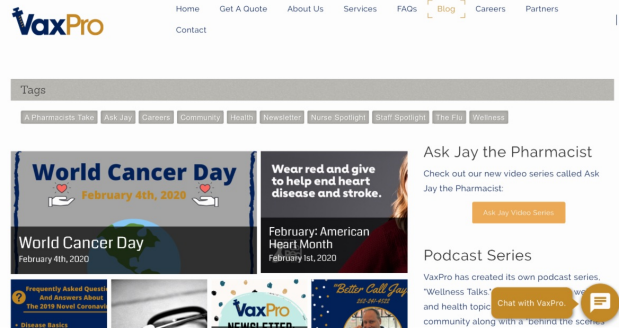 VaxPro
Home Get A Quote About Us Services FAQs Blog Careers Partners
Contact
Tags
A Pharmacists Take Ask Jay Careers Community Health Newsletter Nurse Spotlight Staff Spotlight The Flu Wellness
World Cancer Day
February 4th, 2020
World Cancer Day
February 4th, 2020
Wear red and give
to help end heart
disease and stroke.
February: American
Heart Month
February 1st, 2020
Ask Jay the Pharmacist
Check out our new video series called Ask
Jay the Pharmacist:
Ask Jay Video Series
Podcast Series
VaxPro has created its own podcast series,
"Wellness Talks."
and health topic
community along with a "behind the scenes
Chat with VaxPro.
Frequently Asked Questi
And Answers About
The 2019 Novel Coronavi
• Disease Basics
VaxPro
NEWSLETTER
"Better Call Jay